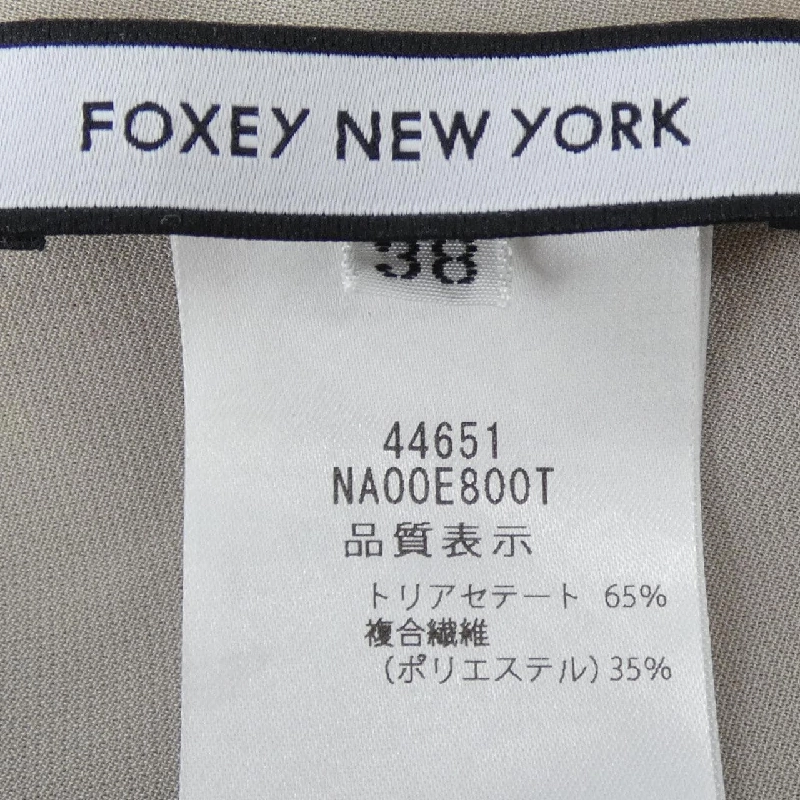 FOXEY NEW YORK
38
44651
NA00E800T
品質表示
トリアセテート 65%
複合繊維
(ポリエステル)35%